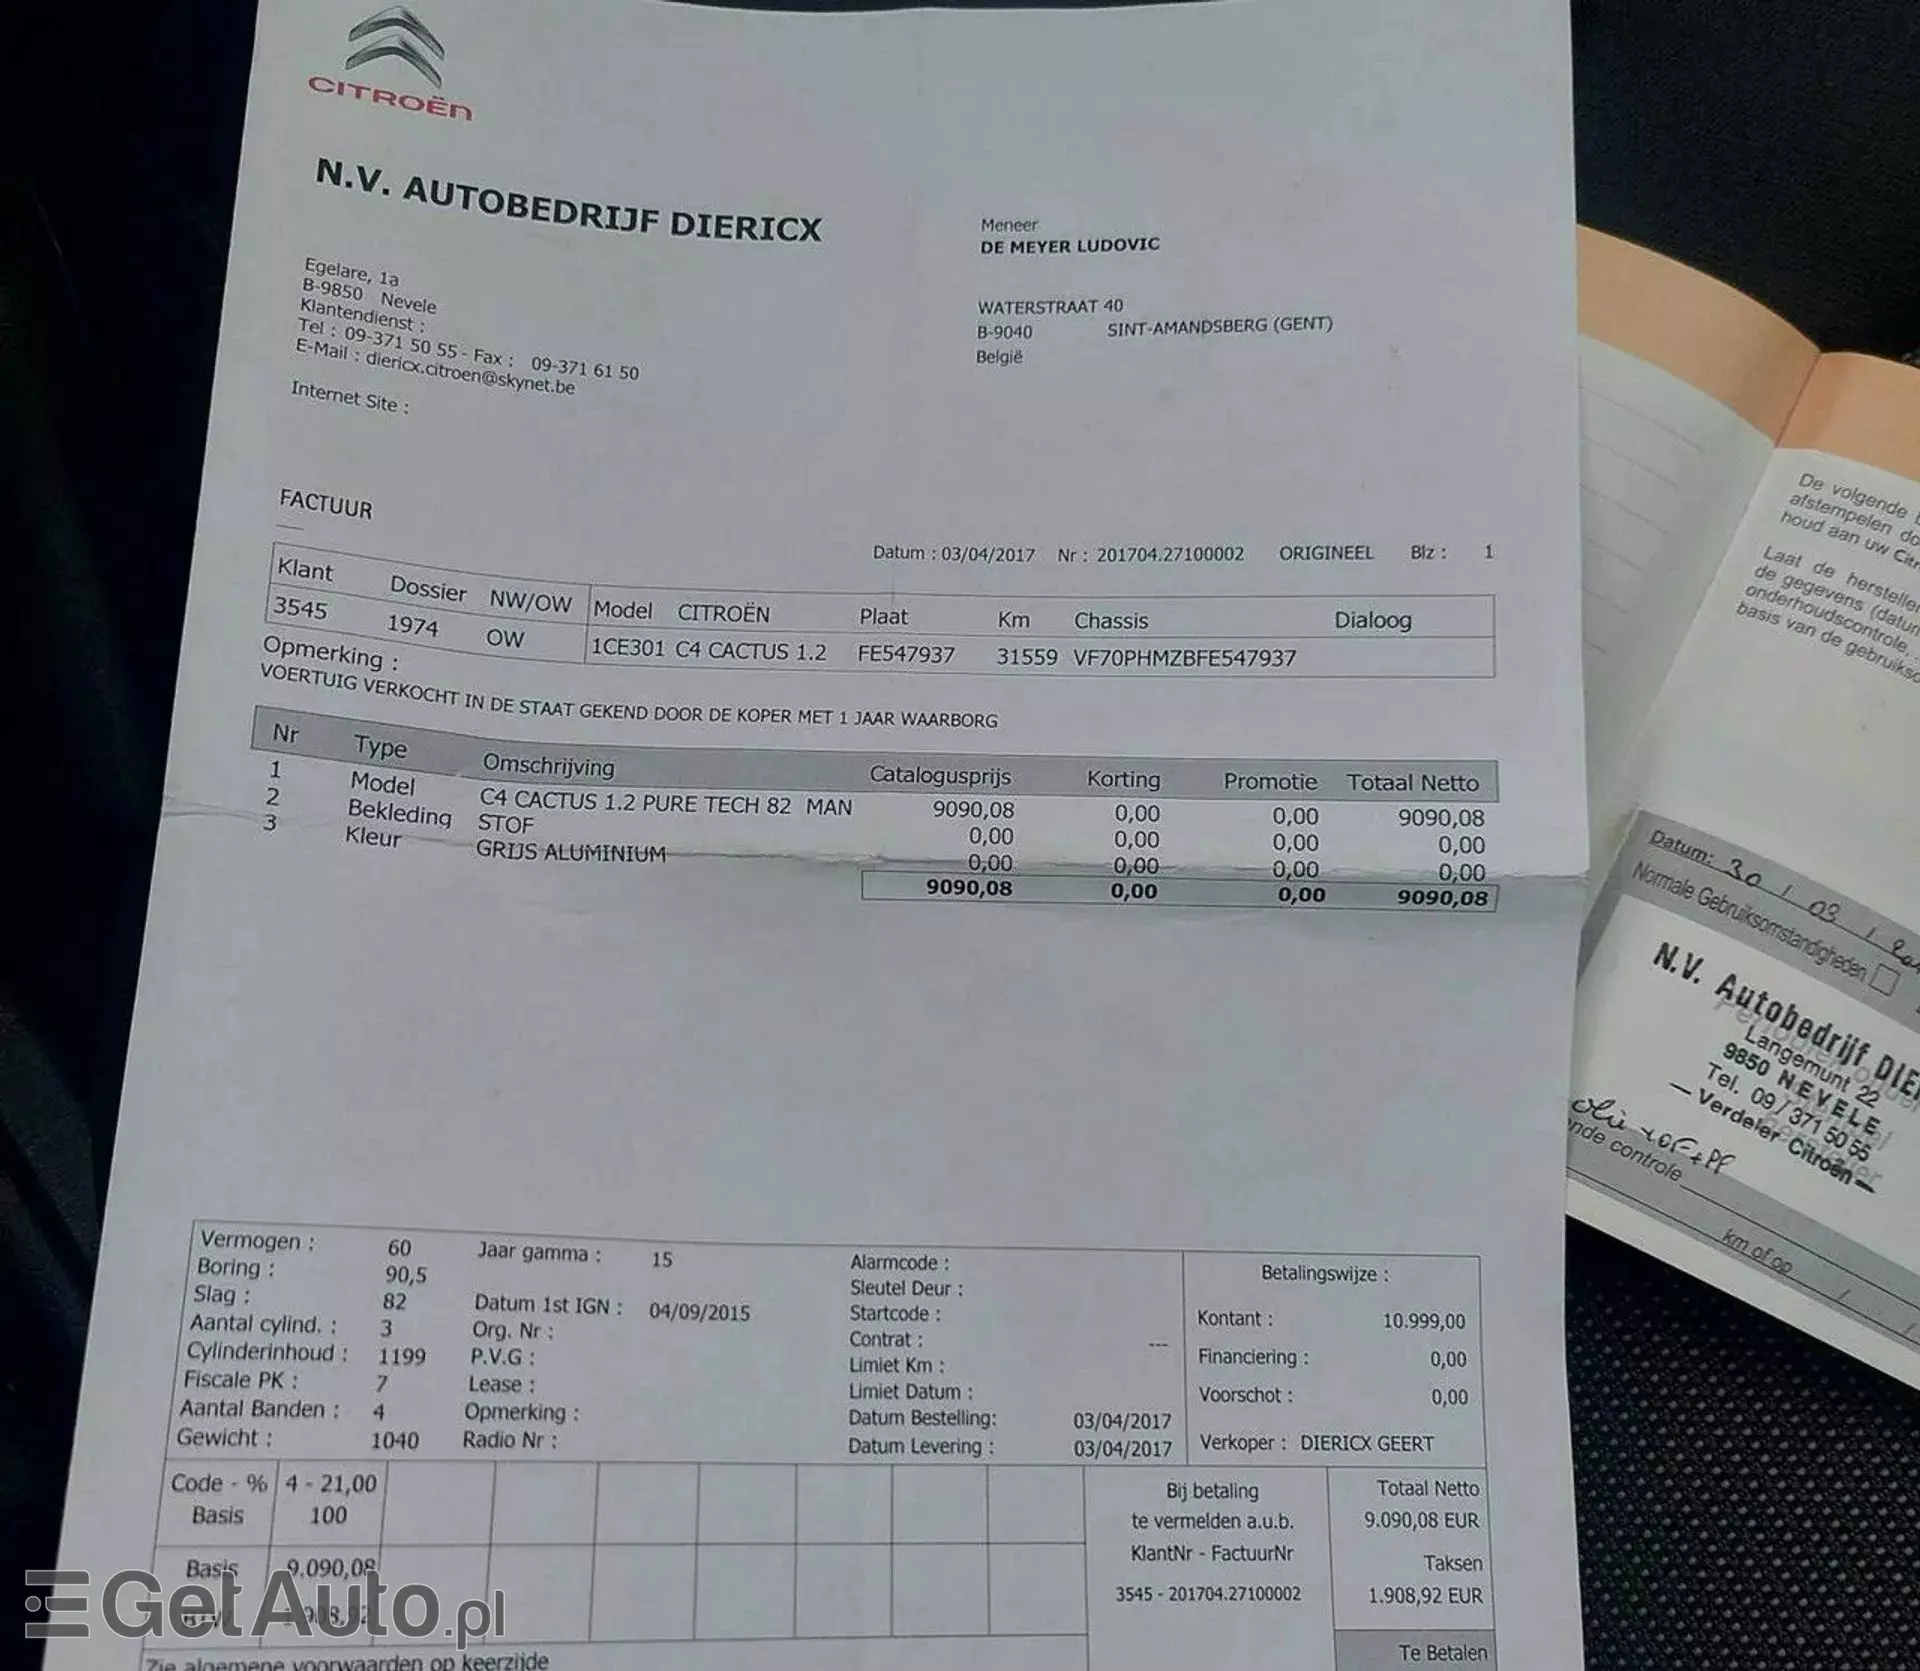 CITROËN
N.V. AUTOBEDRIJF DIERICX
Egelare, 1a
B-9850 Nevele
Klantendienst :
Tel : 09-371 50 55 - Fax : 09-371 61 50
E-Mail : diericx.citroen@skynet.be
Internet Site :
Meneer
DE MEYER LUDOVIC
WATERSTRAAT 40
B-9040 SINT-AMANDSBERG (GENT)
België
FACTUUR
Datum : 03/04/2017 Nr : 201704.27100002 ORIGINEEL Blz : 1
Klant Dossier NW/OW Model CITROËN Plaat Km Chassis Dialoog
3545 1974 OW 1CE301 C4 CACTUS 1.2 FE547937 31559 VF70PHMZBFE547937
Opmerking :
VOERTUIG VERKOCHT IN DE STAAT GEKEND DOOR DE KOPER MET 1 JAAR WAARBORG
Nr Type Omschrijving Catalogusprijs Korting Promotie Totaal Netto
1 Model C4 CACTUS 1.2 PURE TECH 82 MAN 9090,08 0,00 0,00 9090,08
2 Bekleding STOF 0,00 0,00 0,00 0,00
3 Kleur GRIJS ALUMINIUM 0,00 0,00 0,00 0,00
9090,08 0,00 0,00 9090,08
Vermogen : 60 Jaar gamma : 15
Boring : 90,5
Slag : 82 Datum 1st IGN : 04/09/2015
Aantal cylind. : 3 Org. Nr :
Cylinderinhoud : 1199 P.V.G :
Fiscale PK : 7 Lease :
Aantal Banden : 4 Opmerking :
Gewicht : 1040 Radio Nr :
Alarmcode :
Sleutel Deur :
Startcode :
Contrat : ---
Limiet Km :
Limiet Datum :
Datum Bestelling: 03/04/2017
Datum Levering : 03/04/2017
Betalingswijze :
Kontant : 10.999,00
Financiering : 0,00
Voorschot : 0,00
Verkoper : DIERICX GEERT
Code - % 4 - 21,00
Basis 100
Basis 9.090,08
Bij betaling
te vermelden a.u.b.
KlantNr - FactuurNr
3545 - 201704.27100002
Totaal Netto
9.090,08 EUR
Taksen
1.908,92 EUR
Te Betalen
Zie algemene voorwaarden op keerzijde
De volgende
afstempelen
houd aan uw
Laat de
de gegevens
onderhoudscontrole,
basis van de
Datum: 30 / 03 /
Normale Gebruiksomstandigheden
N.V. Autobedrijf
Langemunt 22
9850 NEVELE
Tel. 09/371 50 55
- Verdeler Citroën -
controle
km of op
GetAuto.pl